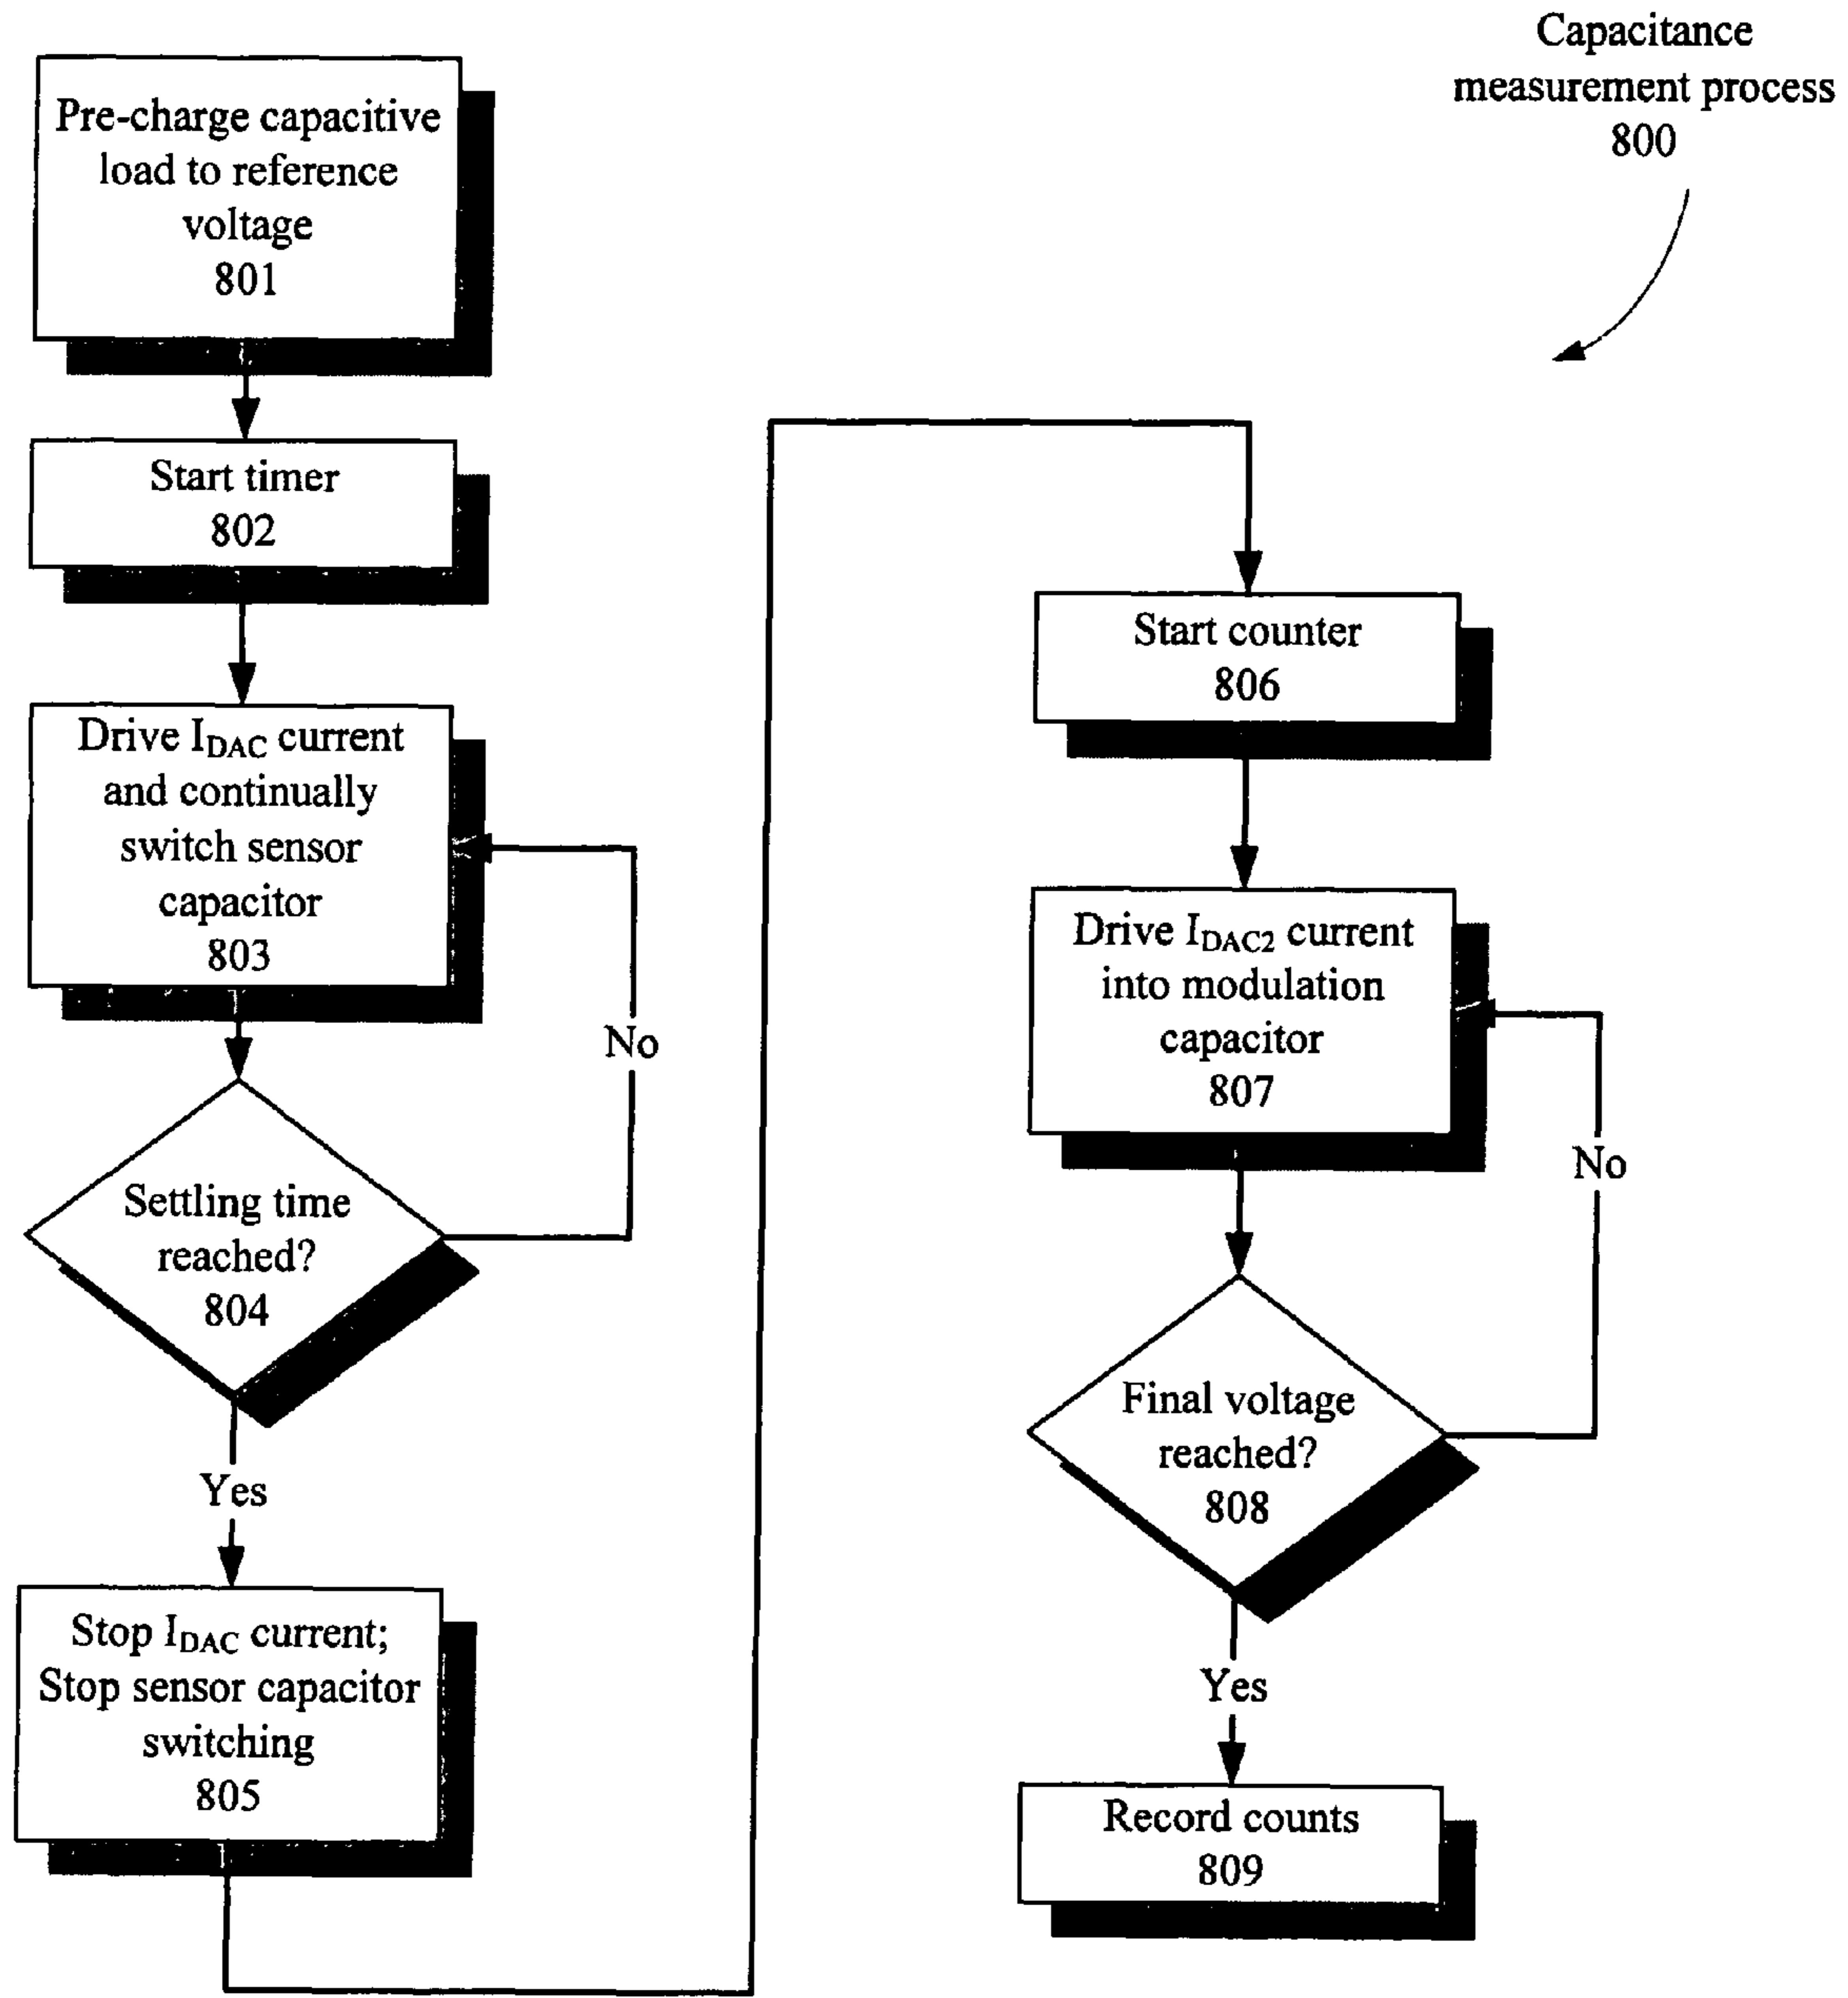 Capacitance
measurement process
800
Pre-charge capacitive
load to reference
voltage
801
Start timer
802
Drive IDAC current
and continually
switch sensor
capacitor
803
No
Settling time
reached?
804
Yes
Stop IDAC current;
Stop sensor capacitor
switching
805
Start counter
806
Drive IDAC2 current
into modulation
capacitor
807
No
Final voltage
reached?
808
Yes
Record counts
809